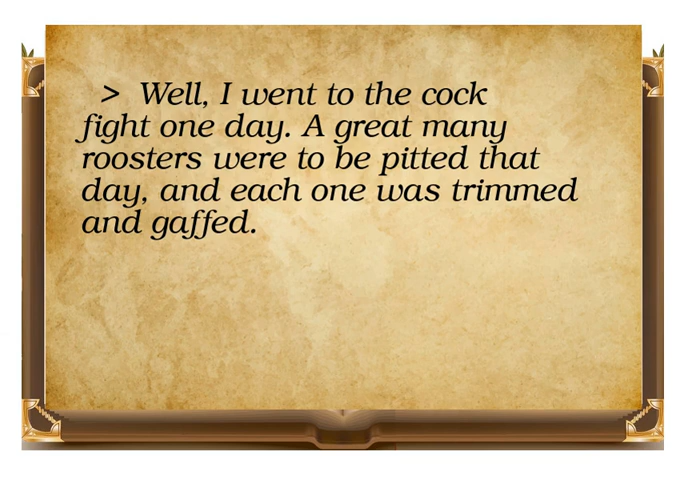 > Well, I went to the cock
fight one day. A great many
roosters were to be pitted that
day, and each one was trimmed
and gaffed.